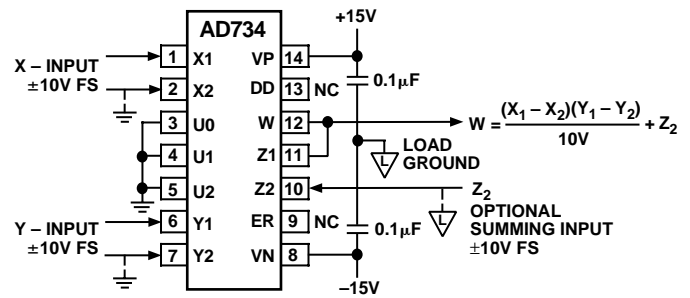 AD734
+15V
X – INPUT
±10V FS
1 X1
2 X2
3 U0
4 U1
5 U2
6 Y1
7 Y2
Y – INPUT
±10V FS
VP 14
DD 13 NC
W 12
Z1 11
Z2 10
ER 9 NC
VN 8
0.1μF
L LOAD
GROUND
W = (X1 – X2)(Y1 – Y2) / 10V + Z2
Z2
L OPTIONAL
SUMMING INPUT
±10V FS
0.1μF
–15V